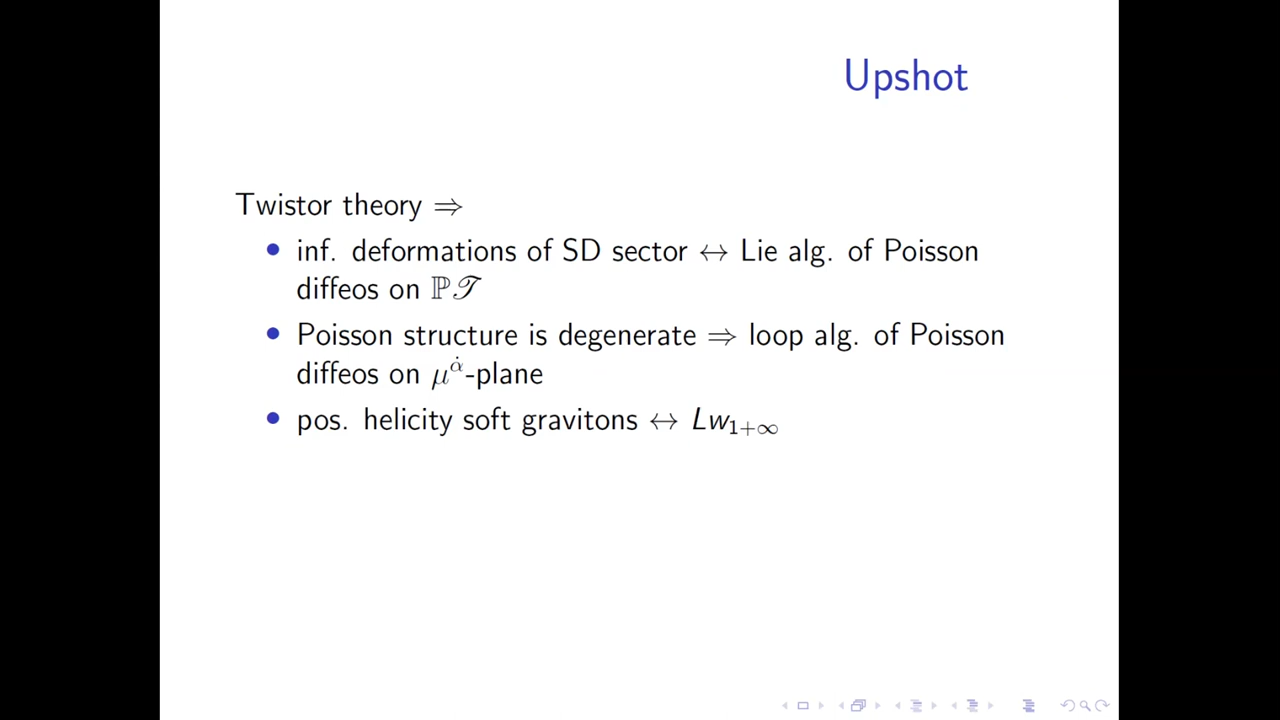 Upshot
Twistor theory ⇒
• inf. deformations of SD sector ↔ Lie alg. of Poisson
diffeos on ℙ𝒯
• Poisson structure is degenerate ⇒ loop alg. of Poisson
diffeos on μ^α̇-plane
• pos. helicity soft gravitons ↔ Lw₁₊∞